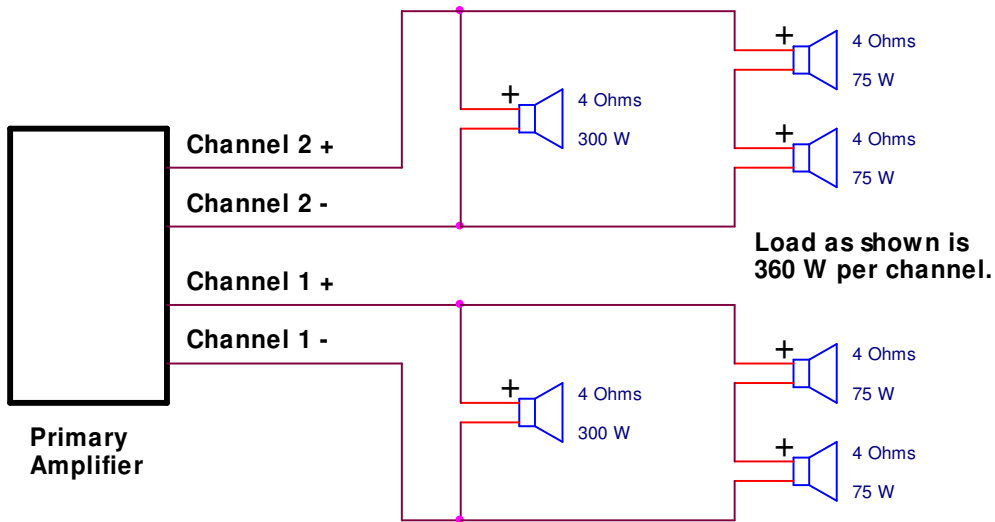 +
4 Ohms
75 W
+
4 Ohms
300 W
+
4 Ohms
75 W
Channel 2 +
Channel 2 -
Load as shown is
360 W per channel.
Channel 1 +
Channel 1 -
+
4 Ohms
75 W
+
4 Ohms
300 W
+
4 Ohms
75 W
Primary
Amplifier